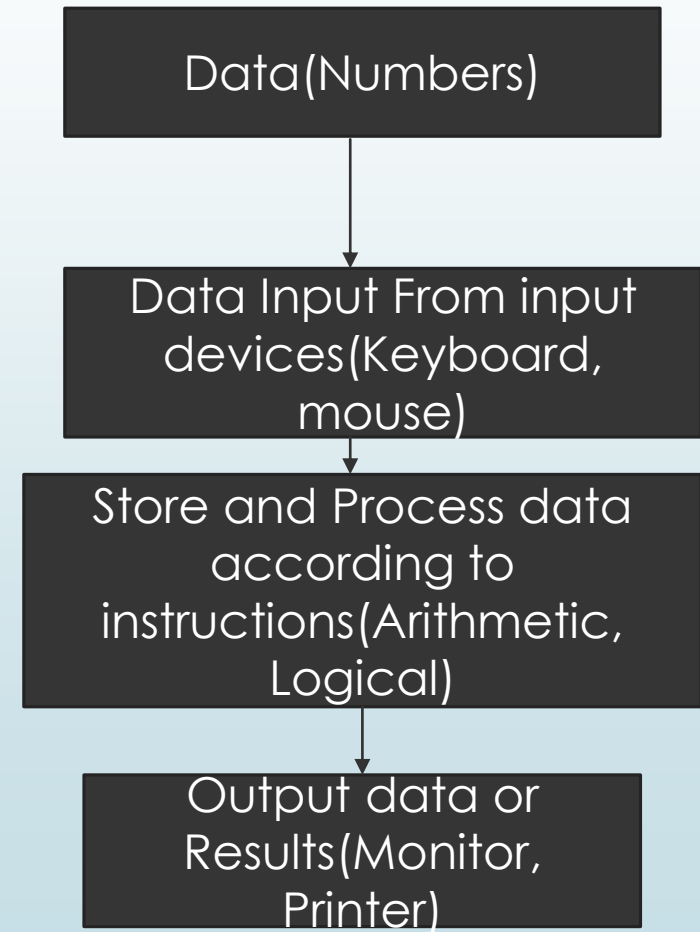 Data(Numbers)
Data Input From input
devices(Keyboard,
mouse)
Store and Process data
according to
instructions(Arithmetic,
Logical)
Output data or
Results(Monitor,
Printer)